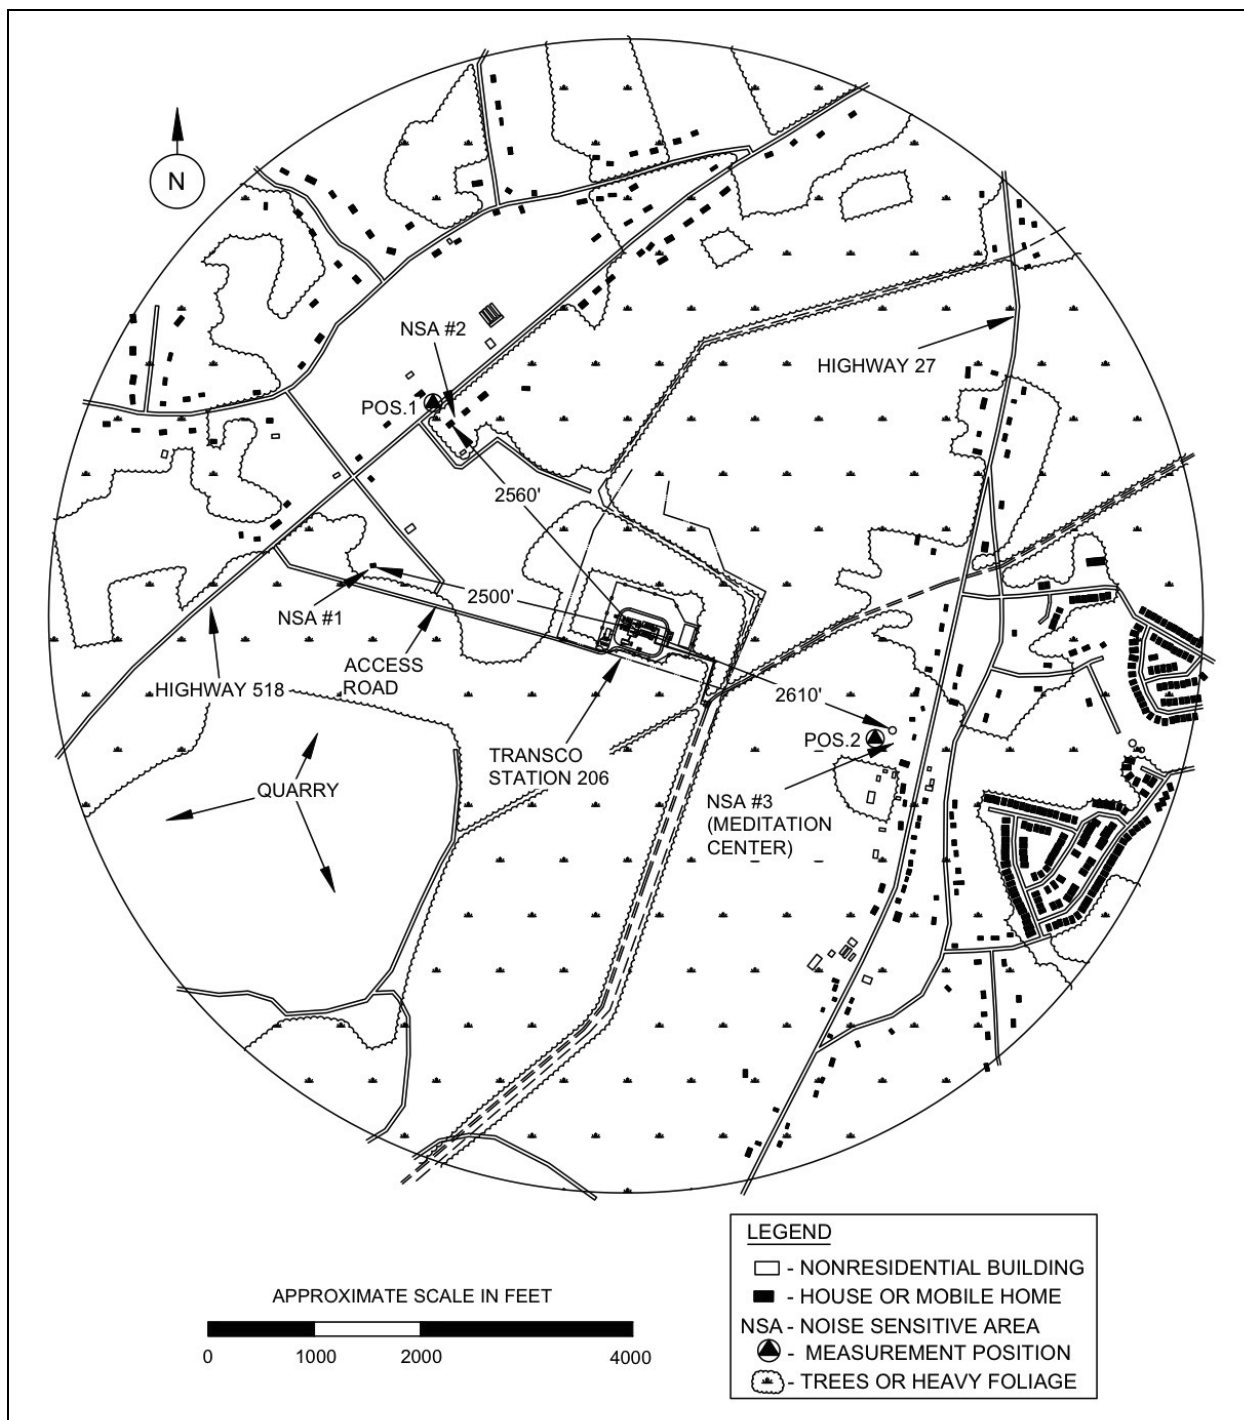 N
NSA #2
HIGHWAY 27
POS.1
2560'
2500'
NSA #1
ACCESS
ROAD
HIGHWAY 518
2610'
POS.2
TRANSCO
STATION 206
QUARRY
NSA #3
(MEDITATION
CENTER)
LEGEND
- NONRESIDENTIAL BUILDING
- HOUSE OR MOBILE HOME
NSA - NOISE SENSITIVE AREA
- MEASUREMENT POSITION
- TREES OR HEAVY FOLIAGE
APPROXIMATE SCALE IN FEET
0 1000 2000 4000